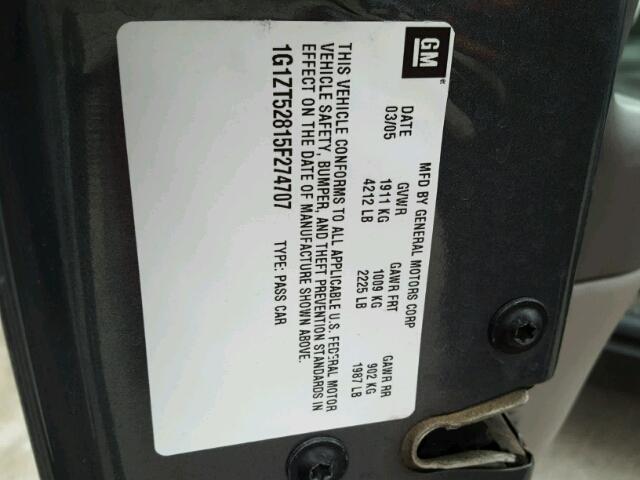 GM
MFD BY GENERAL MOTORS CORP
DATE GVWR GAWR FRT GAWR RR
03/05 1911 KG 1009 KG 902 KG
4212 LB 2225 LB 1987 LB
THIS VEHICLE CONFORMS TO ALL APPLICABLE U.S. FEDERAL MOTOR
VEHICLE SAFETY, BUMPER, AND THEFT PREVENTION STANDARDS IN
EFFECT ON THE DATE OF MANUFACTURE SHOWN ABOVE.
1G1ZT52815F274707 TYPE: PASS CAR